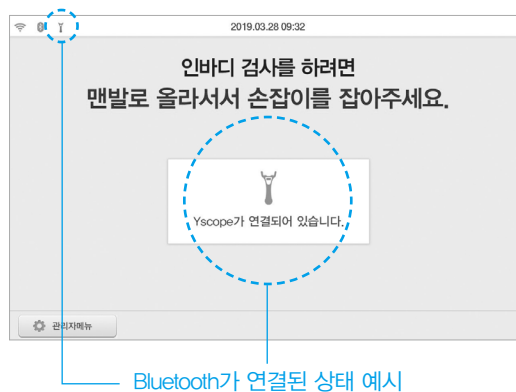 2019.03.28 09:32
인바디 검사를 하려면
맨발로 올라서서 손잡이를 잡아주세요.
Yscope가 연결되어 있습니다.
관리자메뉴
Bluetooth가 연결된 상태 예시